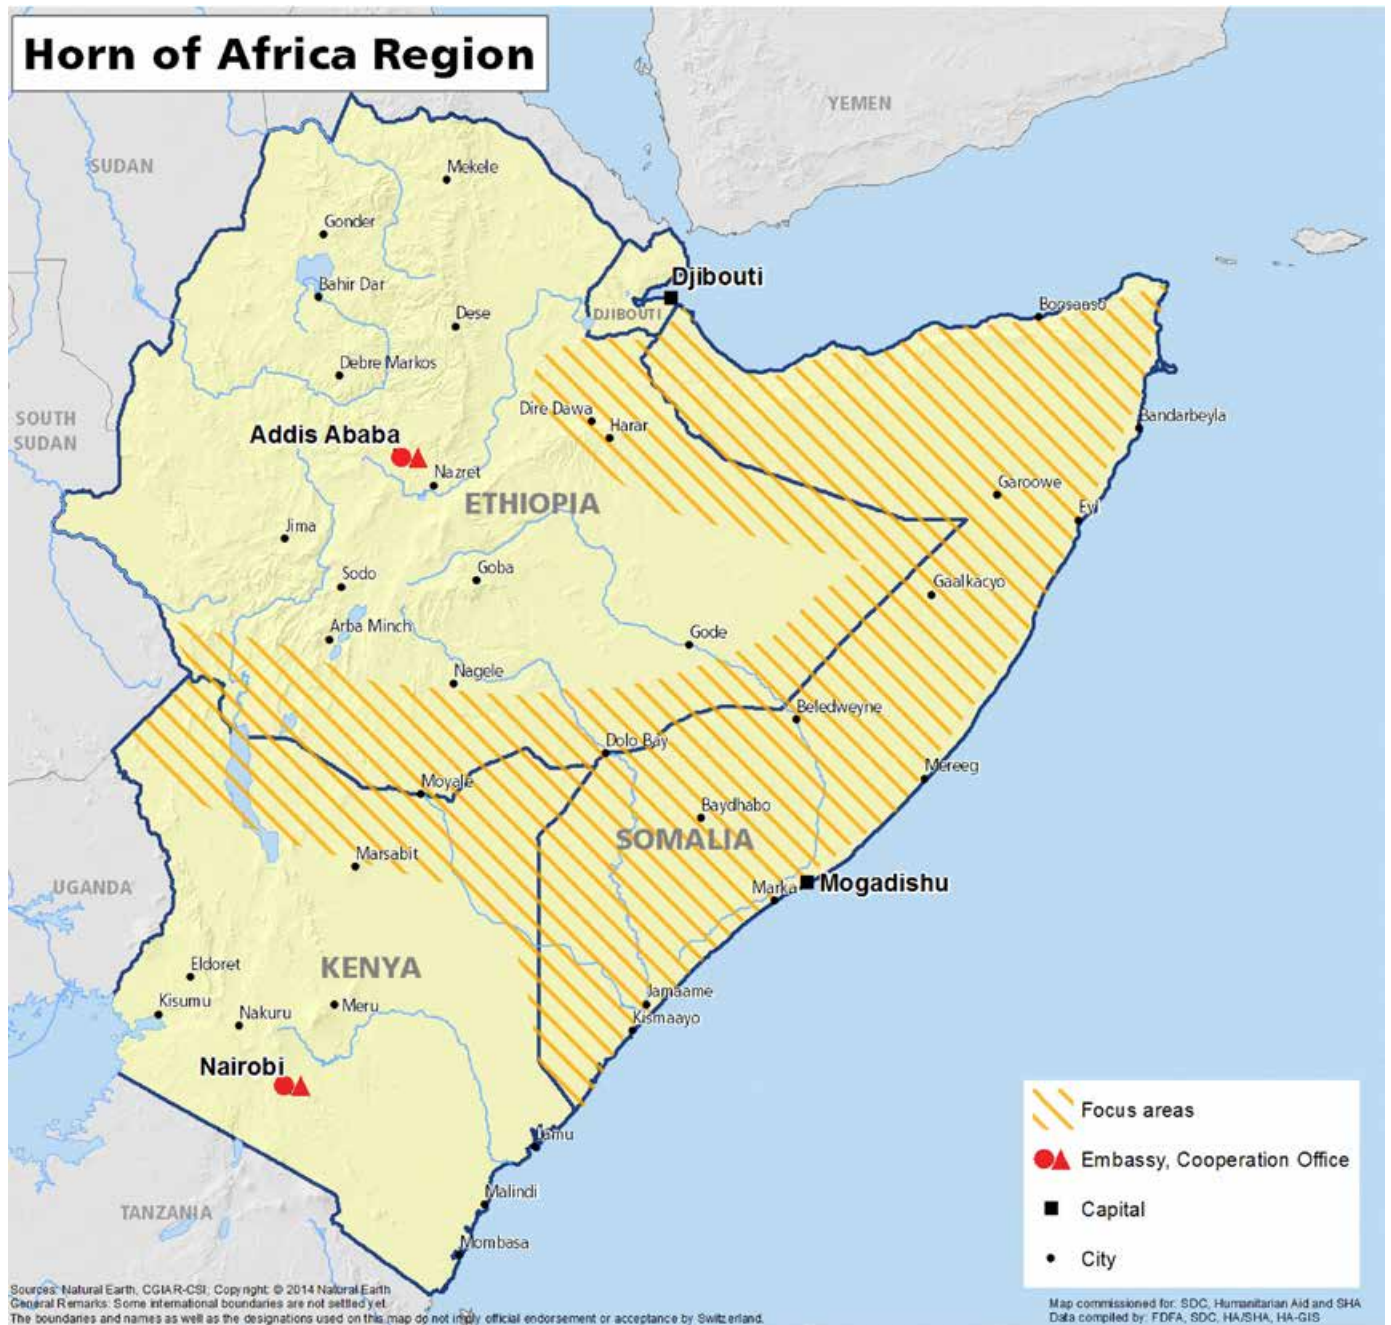 Horn of Africa Region
YEMEN
SUDAN
Mekele
Gonder
Djibouti
Bahir Dar
Boosaaso
DJIBOUTI
Dese
Debre Markos
SOUTH
SUDAN
Dire Dawa
Harar
Bandarbeyla
Addis Ababa
Nazret
Garoowe
ETHIOPIA
Eyl
Jima
Goba
Sodo
Gaalkacyo
Arba Minch
Gode
Nagele
Beledweyne
Dolo Bay
Mereeg
Moyale
Baydhabo
SOMALIA
Marsabit
UGANDA
Marka
Mogadishu
Eldoret
KENYA
Kisumu
Nakuru
Meru
Jamaame
Kismaayo
Nairobi
Lamu
Malindi
TANZANIA
Mombasa
Focus areas
Embassy, Cooperation Office
Capital
City
Sources: Natural Earth, CGIAR-CSI; Copyright: © 2014 Natural Earth
General Remarks: Some international boundaries are not settled yet.
The boundaries and names as well as the designations used on this map do not imply official endorsement or acceptance by Switzerland.
Map commissioned for: SDC, Humanitarian Aid and SHA
Data compiled by: FDFA, SDC, HA/SHA, HA-GIS